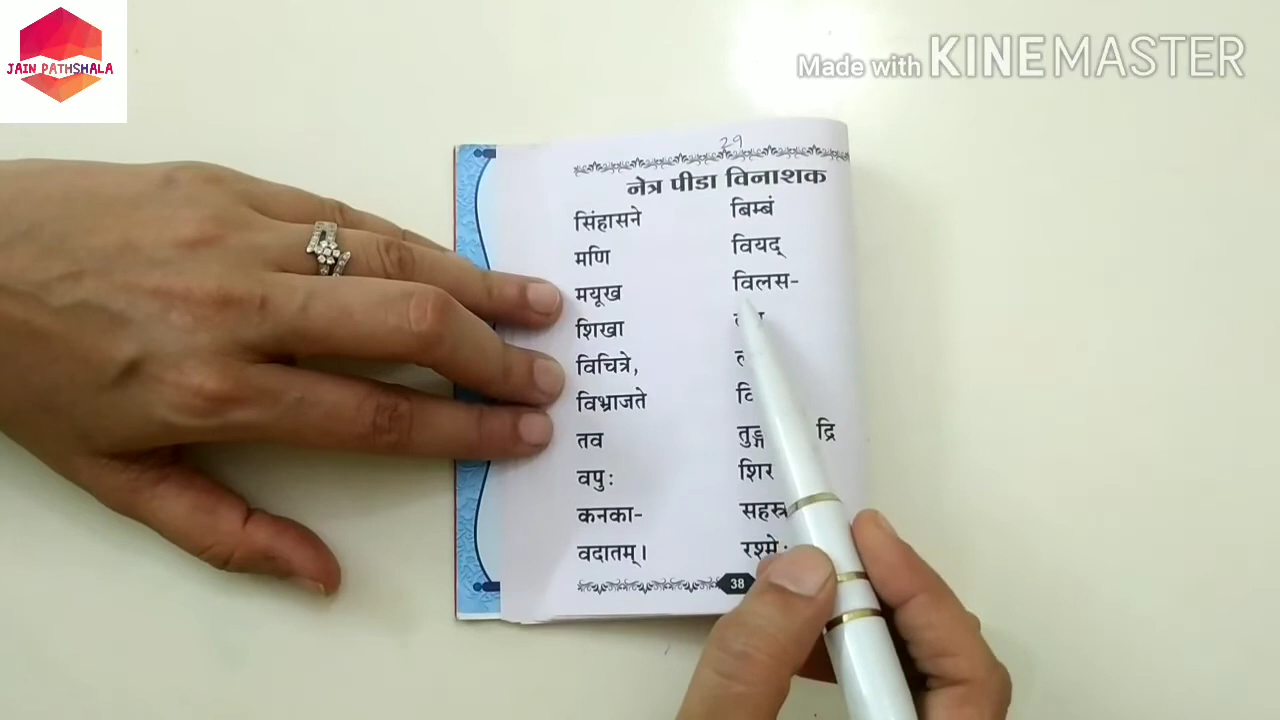 JAIN PATHSHALA
Made with KINEMASTER
29
नेत्र पीडा विनाशक
सिंहासने
मणि
मयूख
शिखा
विचित्रे,
विभ्राजते
तव
वपुः
कनका-
वदातम्।
बिम्बं
वियद्
विलस-
तुङ्ग द्रि
शिर
सहस्र
रश्मेः
38